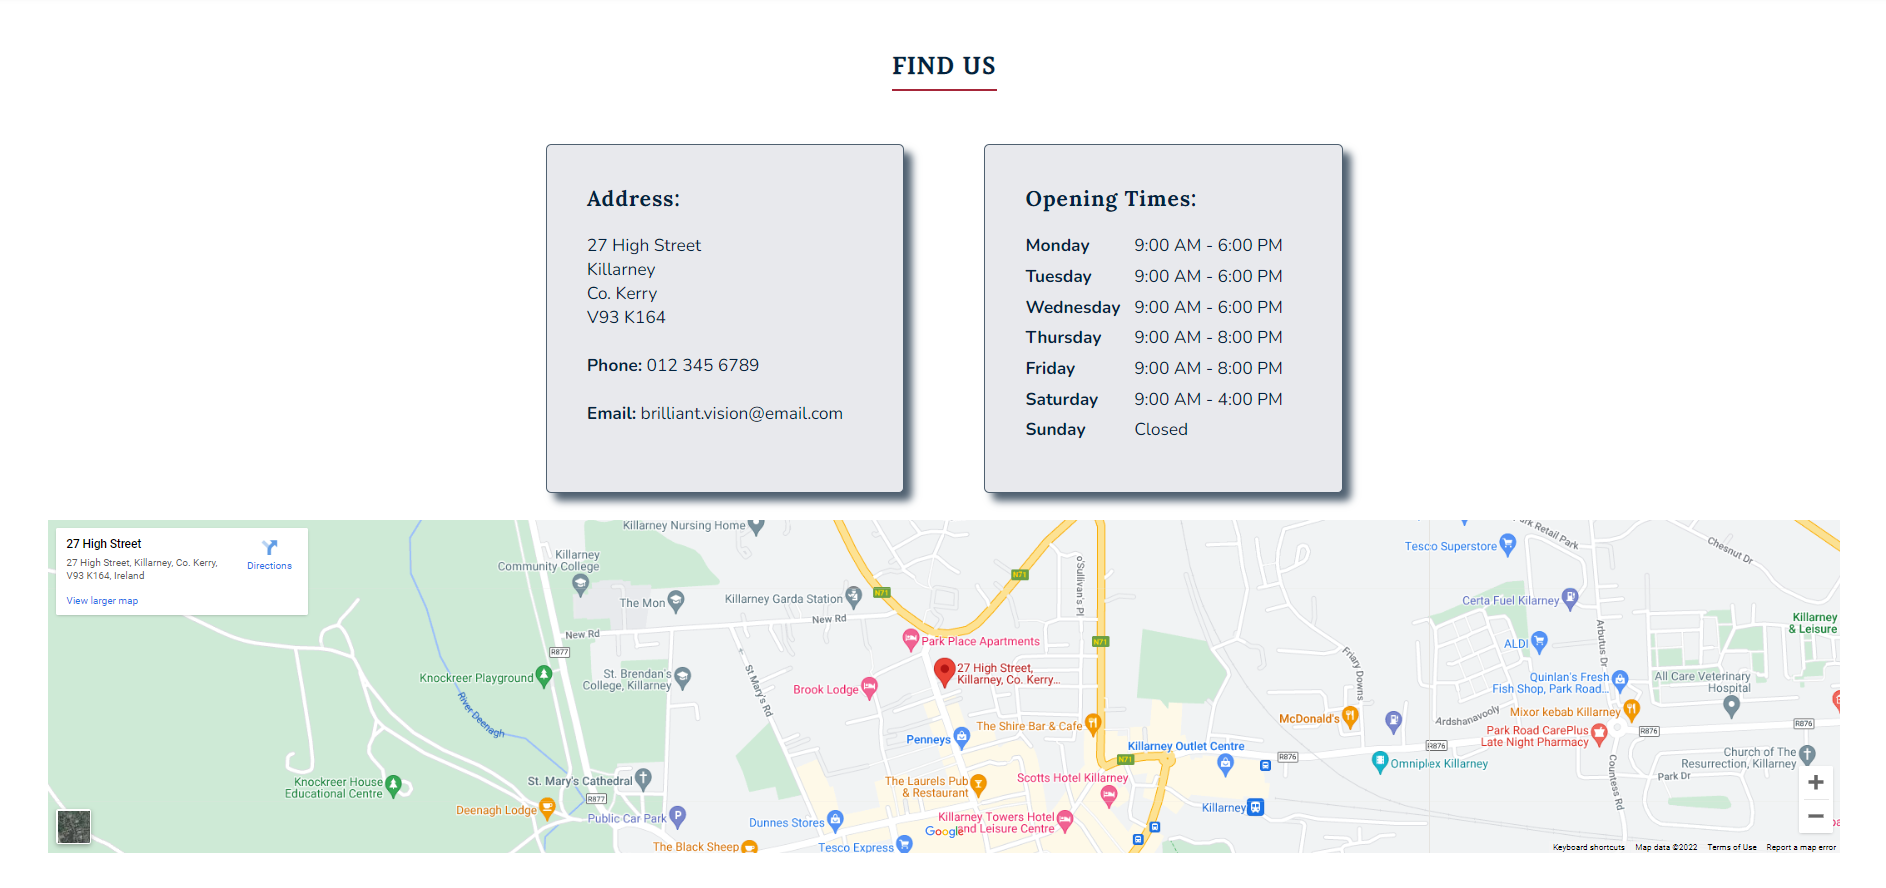 FIND US
Address:
27 High Street
Killarney
Co. Kerry
V93 K164
Phone: 012 345 6789
Email: brilliant.vision@email.com
Opening Times:
Monday 9:00 AM - 6:00 PM
Tuesday 9:00 AM - 6:00 PM
Wednesday 9:00 AM - 6:00 PM
Thursday 9:00 AM - 8:00 PM
Friday 9:00 AM - 8:00 PM
Saturday 9:00 AM - 4:00 PM
Sunday Closed
27 High Street
27 High Street, Killarney, Co. Kerry,
V93 K164, Ireland
Directions
View larger map
Killarney Nursing Home
Killarney
Community College
The Mon
Killarney Garda Station
New Rd
New Rd
R877
N71
N71
N71
O'Sullivan's Pl
Park Place Apartments
27 High Street,
Killarney, Co. Kerry...
Knockreer Playground
St. Brendan's
College, Killarney
St Mary's Rd
Brook Lodge
River Deenagh
The Shire Bar & Cafe
Penneys
Killarney Outlet Centre
N71
Knockreer House
Educational Centre
St. Mary's Cathedral
R877
Deenagh Lodge
Public Car Park
P
The Laurels Pub
& Restaurant
Scotts Hotel Killarney
Killarney
Dunnes Stores
Killarney Towers Hotel
and Leisure Centre
Google
The Black Sheep
Tesco Express
Park Retail Park
Tesco Superstore
Chesnut Dr
Certa Fuel Kilarney
Killarney
& Leisure
ALDI
Arbutus Dr
Friary Downs
Quinlan's Fresh
Fish Shop, Park Road...
All Care Veterinary
Hospital
McDonald's
Ardshanavooly
Mixor kebab Killarney
Park Road CarePlus
Late Night Pharmacy
R876
R876
R876
R876
Omniplex Killarney
Church of The
Resurrection, Killarney
Park Dr
Countess Rd
+
−
Keyboard shortcuts
Map data ©2022
Terms of Use
Report a map error